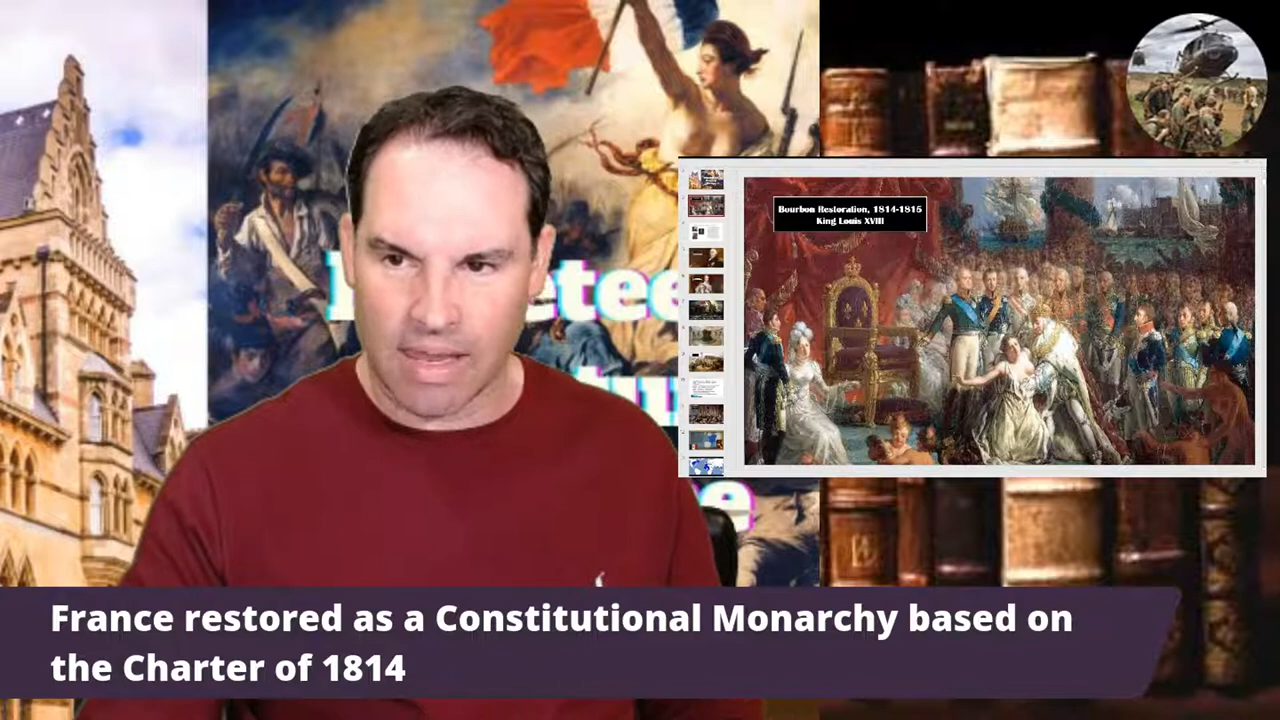 Bourbon Restoration, 1814-1815
King Louis XVIII
France restored as a Constitutional Monarchy based on
the Charter of 1814